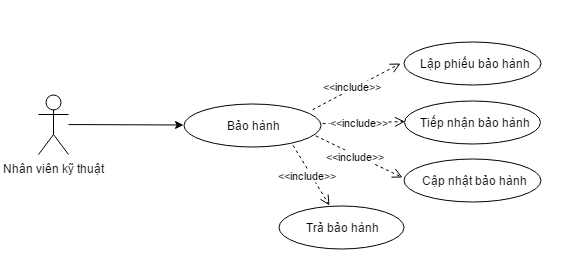 Lập phiếu bảo hành
<<include>>
Bảo hành
<<include>>
Tiếp nhận bảo hành
Nhân viên kỹ thuật
<<include>>
Cập nhật bảo hành
<<include>>
Trả bảo hành